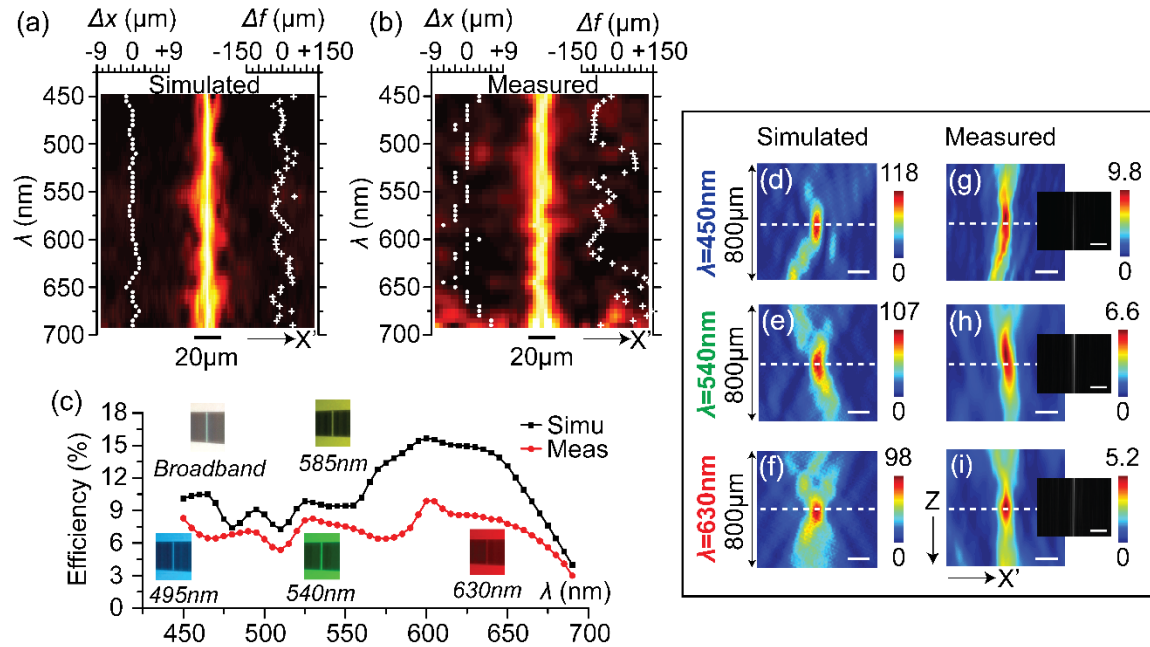 (a) Δx (μm) Δf (μm) (b) Δx (μm) Δf (μm)
-9 0 +9 -150 0 +150 -9 0 +9 -150 0 +150
Simulated Measured
450 450
500 500
550 550
600 600
650 650
700 700
λ (nm) λ (nm)
20μm X' 20μm X'
(c)
Efficiency (%)
18
15
12
9
6
3
0
Broadband 585nm
Simu
Meas
495nm 540nm 630nm λ (nm)
450 500 550 600 650 700
Simulated Measured
λ=450nm 800μm (d) 118 0 (g) 9.8 0
λ=540nm 800μm (e) 107 0 (h) 6.6 0
λ=630nm 800μm (f) 98 0 (i) 5.2 0
Z
X'